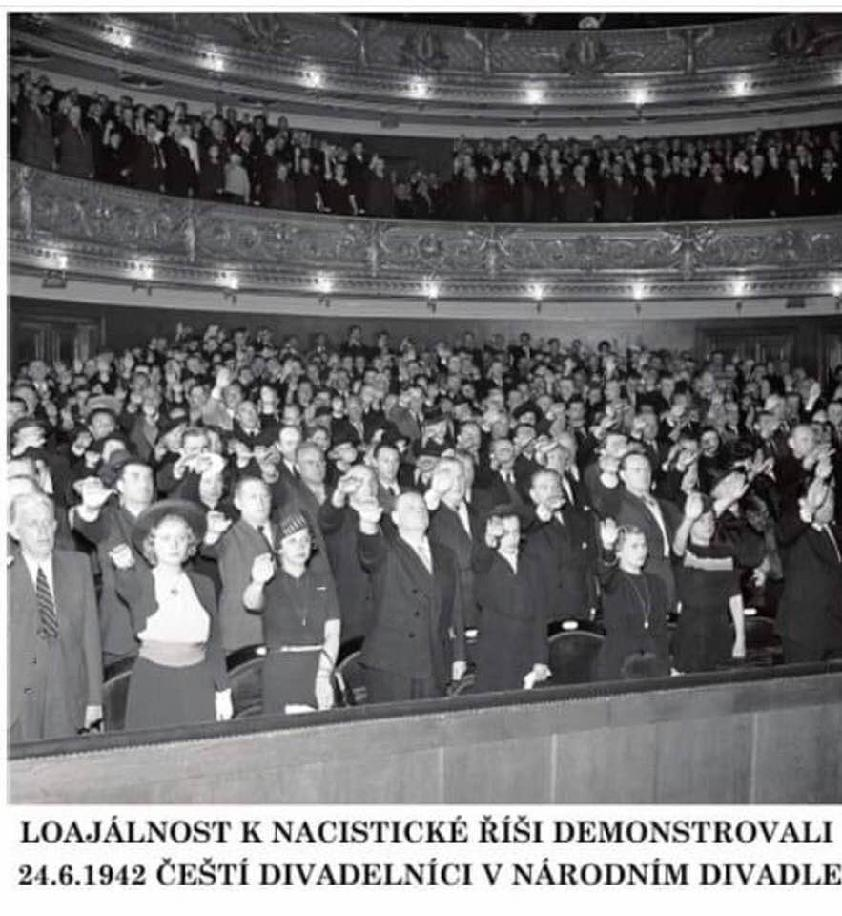 LOAJÁLNOST K NACISTICKÉ ŘÍŠI DEMONSTROVALI
24.6.1942 ČEŠTÍ DIVADELNÍCI V NÁRODNÍM DIVADLE